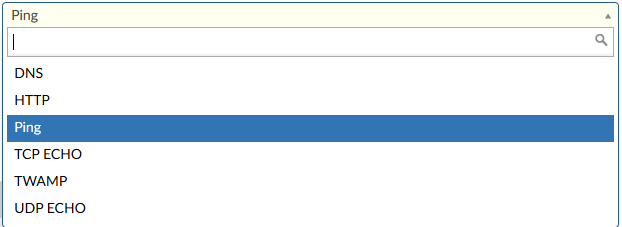 Ping
DNS
HTTP
Ping
TCP ECHO
TWAMP
UDP ECHO